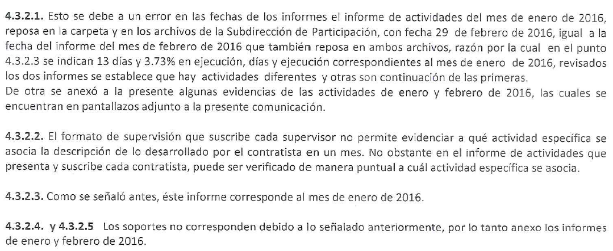 4.3.2.1. Esto se debe a un error en las fechas de los informes el informe de actividades del mes de enero de 2016,
reposa en la carpeta y en los archivos de la Subdirección de Participación, con fecha 29 de febrero de 2016, igual a la
fecha del informe del mes de febrero de 2016 que también reposa en ambos archivos, razón por la cual en el punto
4.3.2.3 se indican 13 días y 3.73% en ejecución, días y ejecución correspondientes al mes de enero de 2016, revisados
los dos informes se establece que hay actividades diferentes y otras son continuación de las primeras.
De otra se anexó a la presente algunas evidencias de las actividades de enero y febrero de 2016, las cuales se
encuentran en pantallazos adjunto a la presente comunicación.
4.3.2.2. El formato de supervisión que suscribe cada supervisor no permite evidenciar a qué actividad específica se
asocia la descripción de lo desarrollado por el contratista en un mes. No obstante en el informe de actividades que
presenta y suscribe cada contratista, puede ser verificado de manera puntual a cuál actividad específica se asocia.
4.3.2.3. Como se señaló antes, éste informe corresponde al mes de enero de 2016.
4.3.2.4. y 4.3.2.5 Los soportes no corresponden debido a lo señalado anteriormente, por lo tanto anexo los informes
de enero y febrero de 2016.